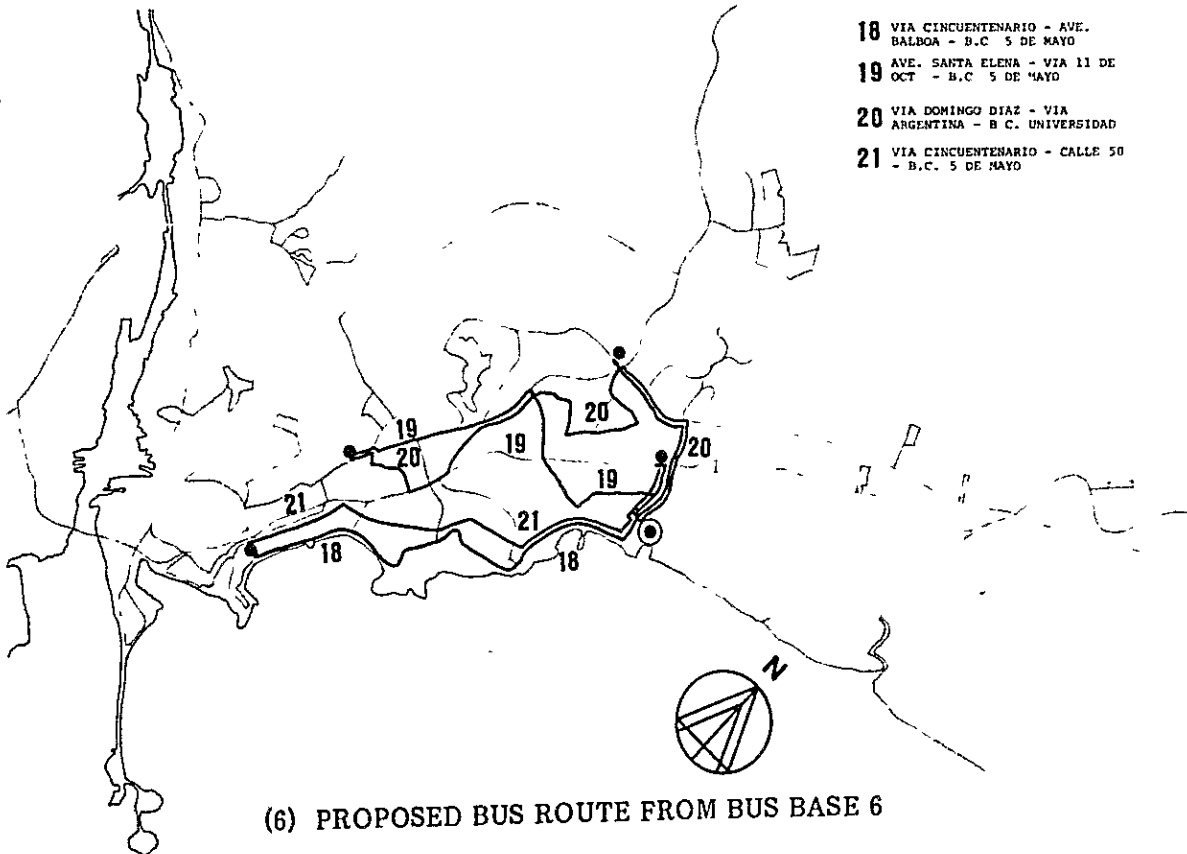 18 VIA CINCUENTENARIO - AVE.
BALBOA - B.C 5 DE MAYO
19 AVE. SANTA ELENA - VIA 11 DE
OCT - B.C 5 DE MAYO
20 VIA DOMINGO DIAZ - VIA
ARGENTINA - B C. UNIVERSIDAD
21 VIA CINCUENTENARIO - CALLE 50
- B.C. 5 DE MAYO
20
19
19
20
20
19
21
21
18
18
N
(6) PROPOSED BUS ROUTE FROM BUS BASE 6